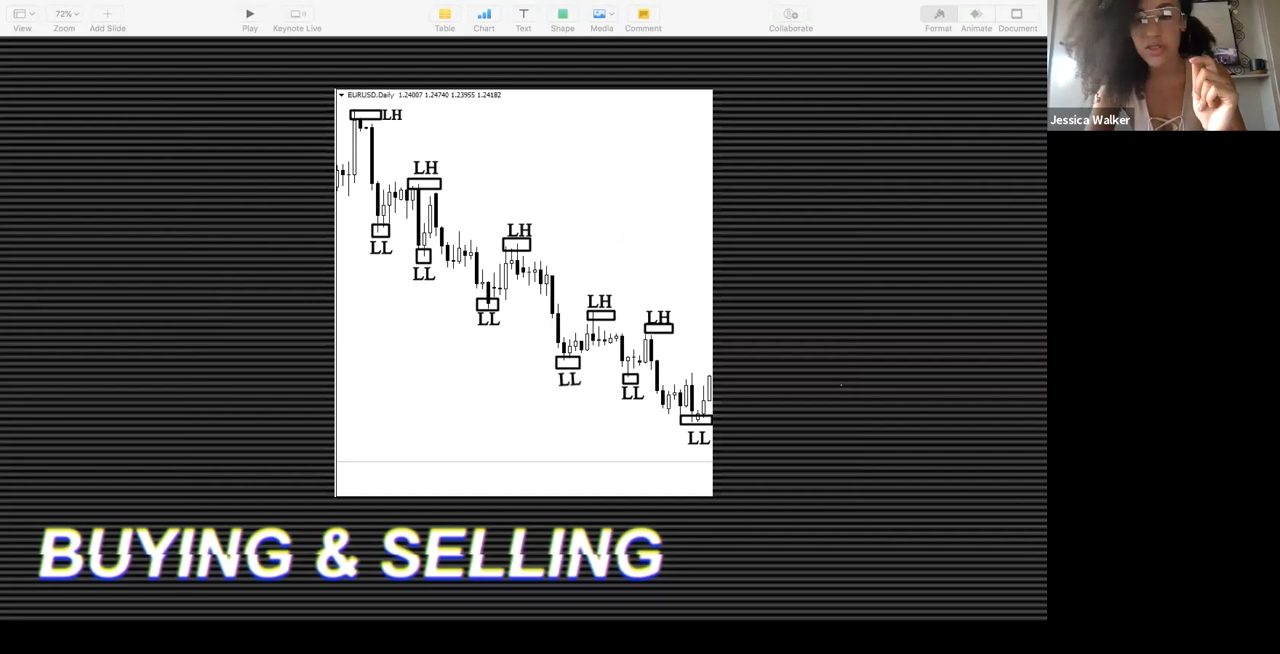 View 72% Zoom Add Slide Play Keynote Live Table Chart Text Shape Media Comment Collaborate Format Animate Document
Jessica Walker
EURUSD.Daily 1.24007 1.24740 1.23955 1.24182
LH
LH
LH
LL
LL
LH
LL
LH
LL
LL
LL
BUYING & SELLING